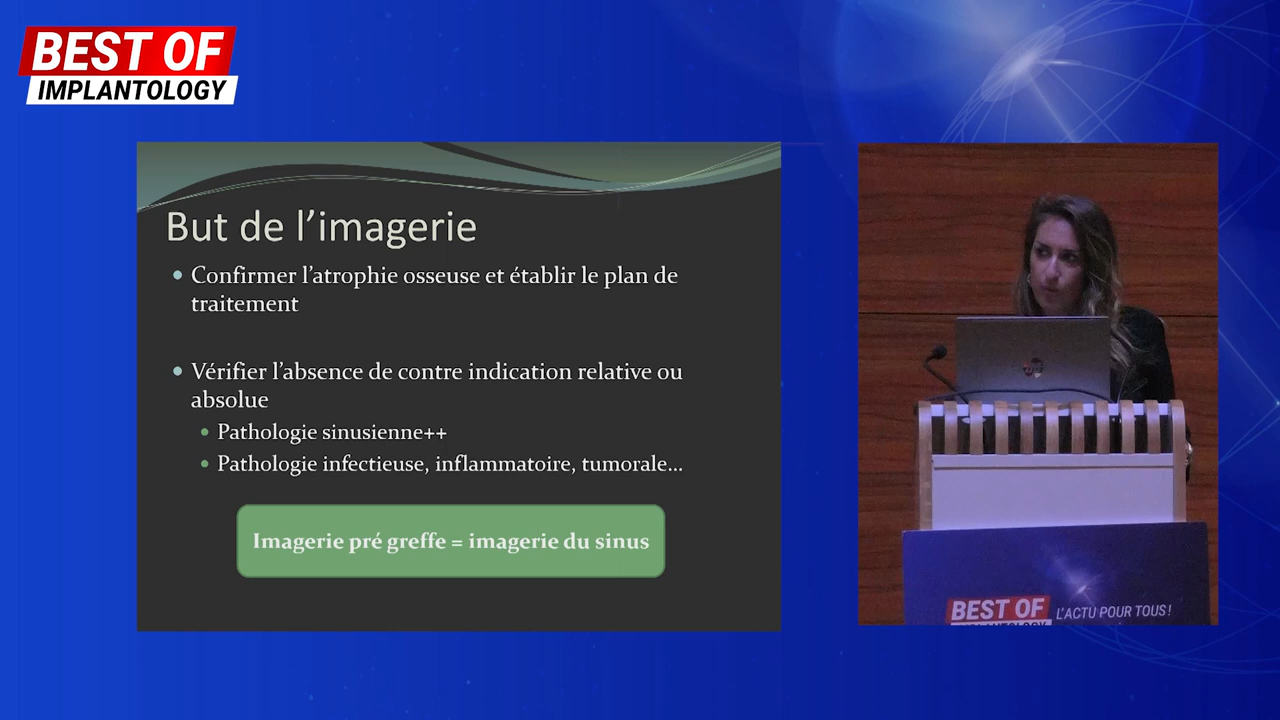 BEST OF
IMPLANTOLOGY
But de l’imagerie
• Confirmer l’atrophie osseuse et établir le plan de
traitement
• Vérifier l’absence de contre indication relative ou
absolue
• Pathologie sinusienne++
• Pathologie infectieuse, inflammatoire, tumorale...
Imagerie pré greffe = imagerie du sinus
BEST OF
L'ACTU POUR TOUS !